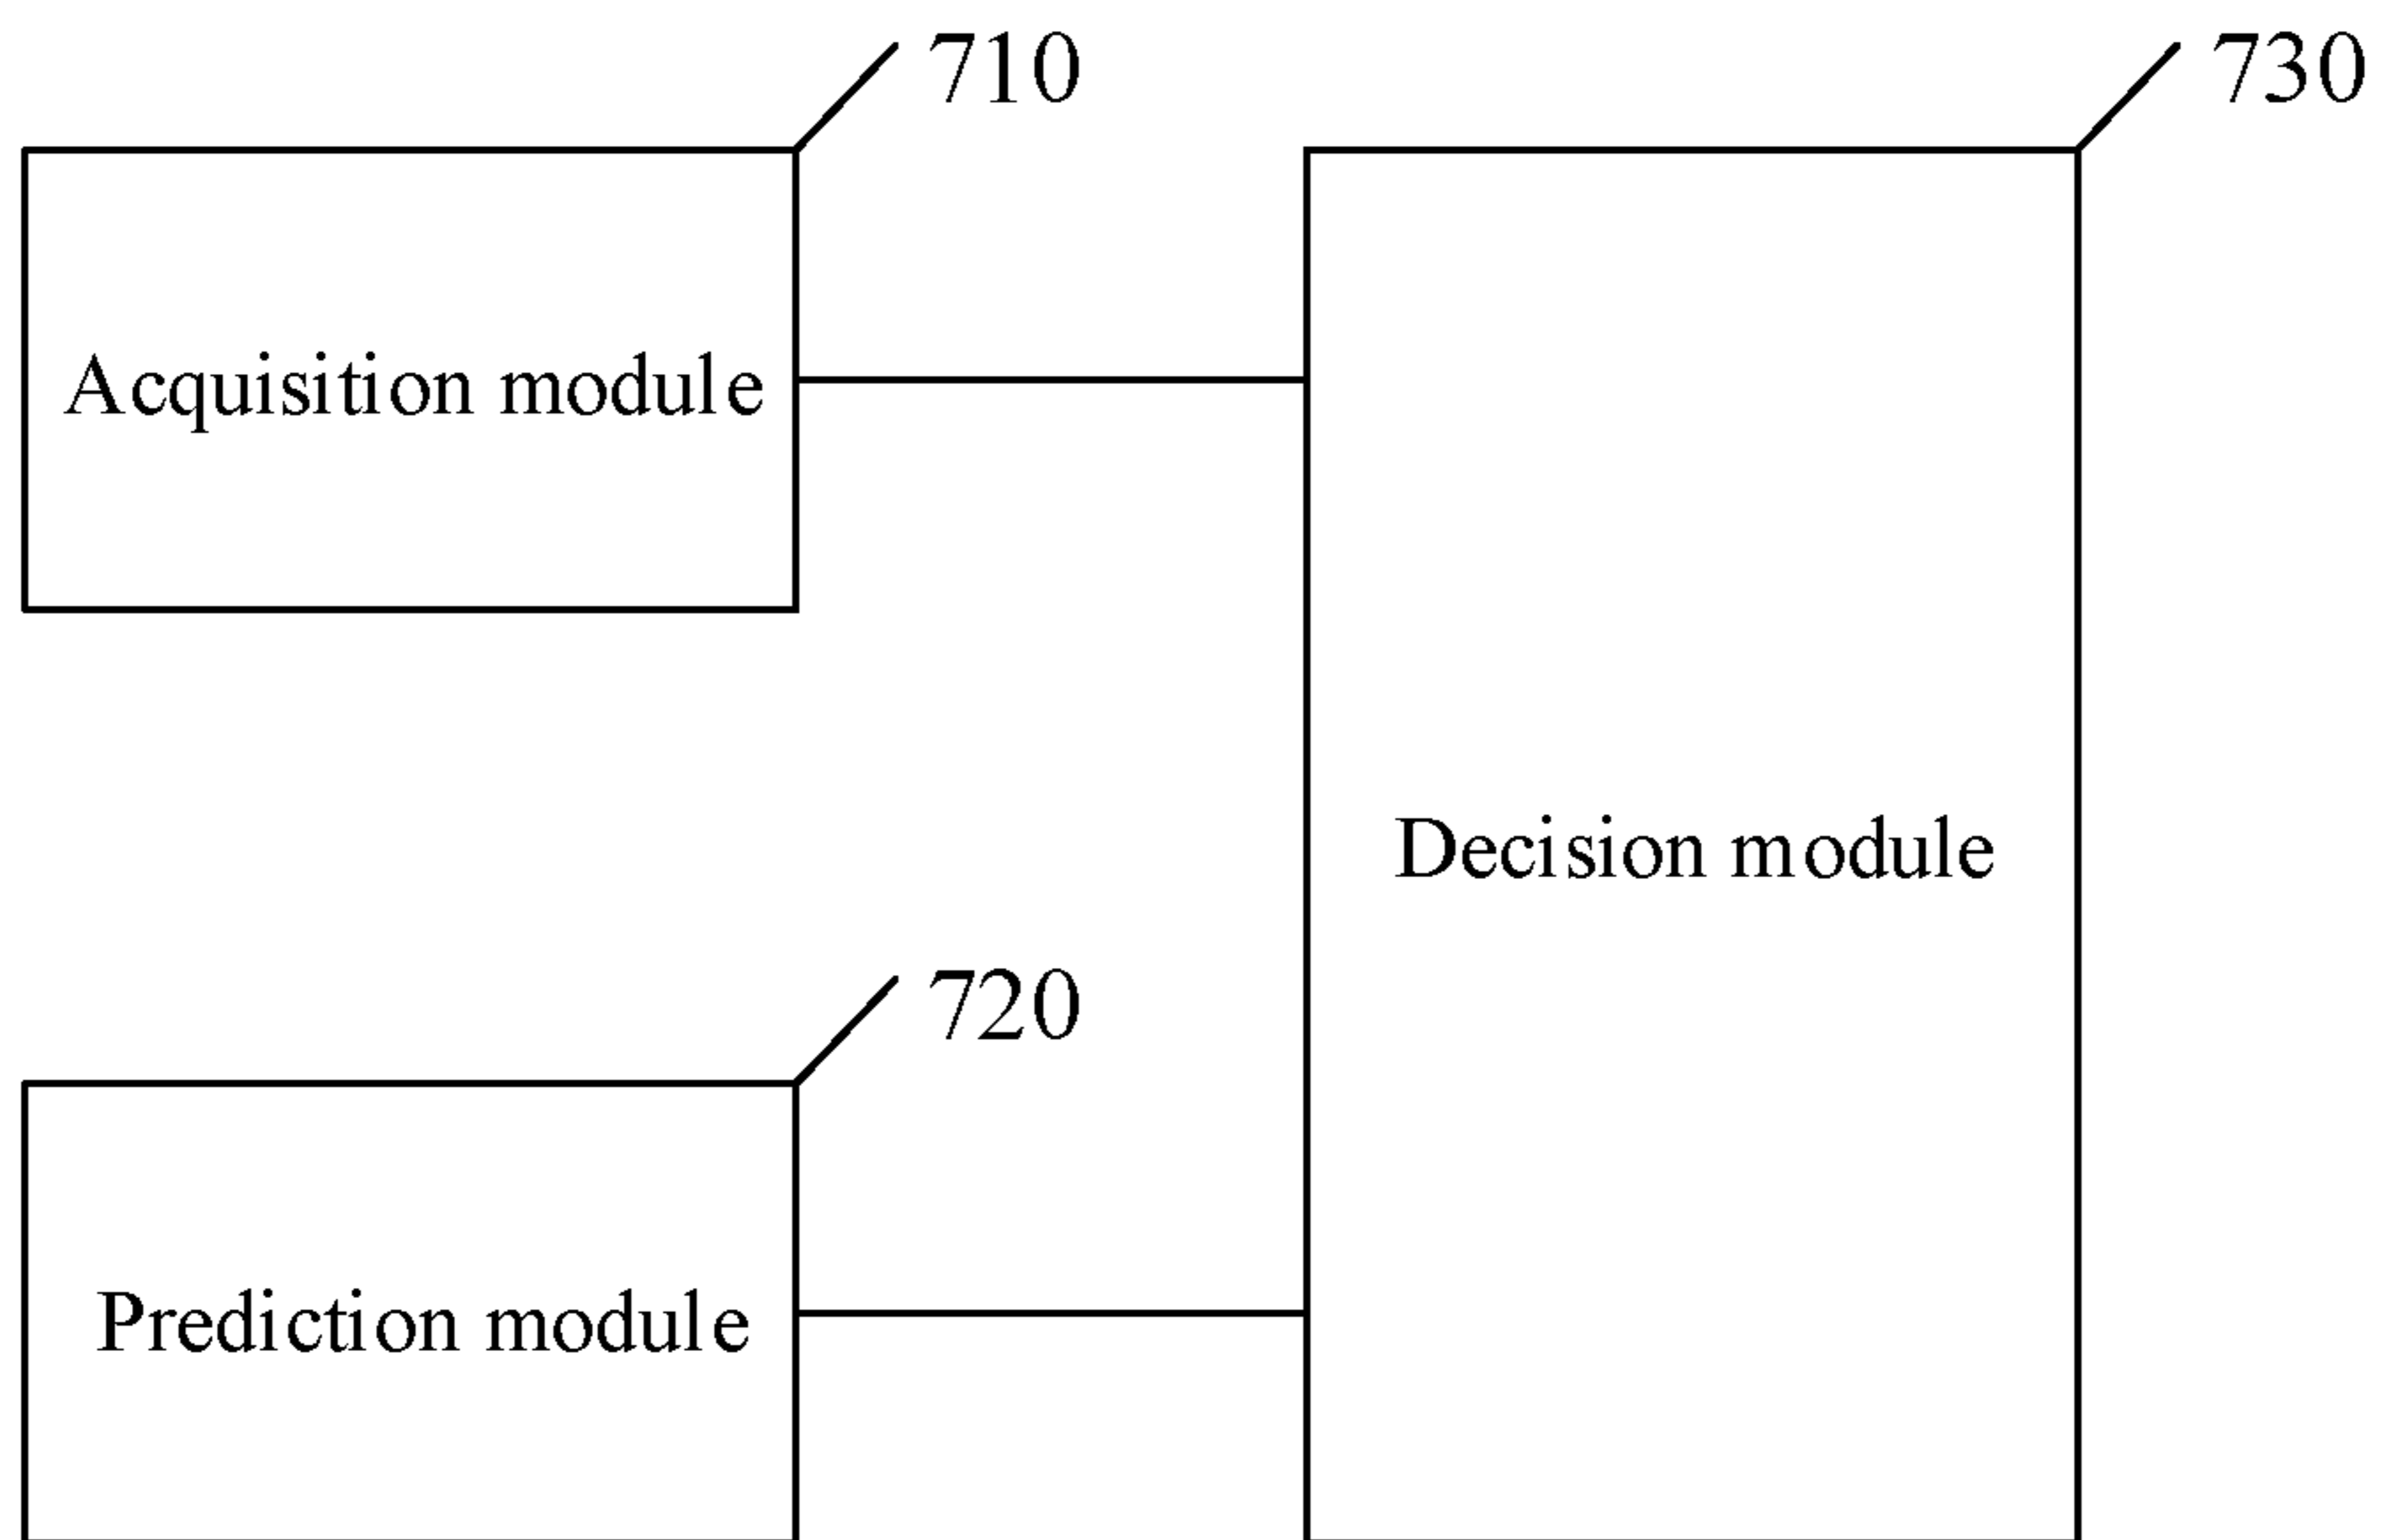 710
730
Acquisition module
Decision module
720
Prediction module